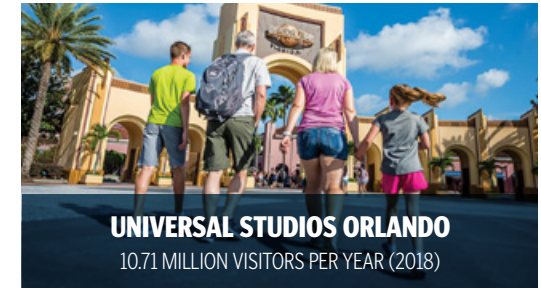 UNIVERSAL STUDIOS ORLANDO
10.71 MILLION VISITORS PER YEAR (2018)